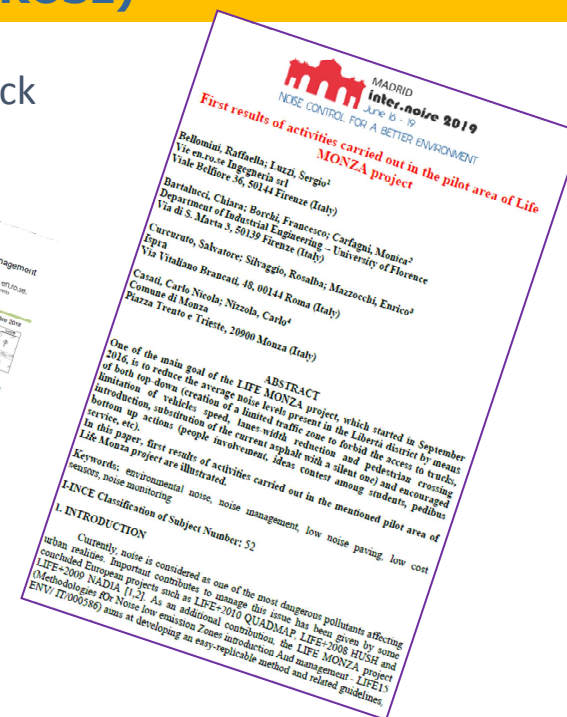 ROSE)
ck
nagement
en.ro.se.
bre 2018
MADRID
inter.noise 2019
June 16 - 19
NOISE CONTROL FOR A BETTER ENVIRONMENT
First results of activities carried out in the pilot area of Life
MONZA project
Bellomini, Raffaella; Luzzi, Sergio¹
Vie en.ro.se Ingegneria srl
Viale Belfiore 36, 50144 Firenze (Italy)
Bartalucci, Chiara; Borchi, Francesco; Carfagni, Monica²
Department of Industrial Engineering – University of Florence
Via di S. Marta 3, 50139 Firenze (Italy)
Curcuruto, Salvatore; Silvaggio, Rosalba; Mazzocchi, Enrico³
Ispra
Via Vitaliano Brancati, 48, 00144 Roma (Italy)
Casati, Carlo Nicola; Nizzola, Carlo⁴
Comune di Monza
Piazza Trento e Trieste, 20900 Monza (Italy)
ABSTRACT
One of the main goal of the LIFE MONZA project, which started in September
2016, is to reduce the average noise levels present in the Libertà district by means
of both top-down (creation of a limited traffic zone to forbid the access to trucks,
limitation of vehicles speed, lanes-width reduction and pedestrian crossing
introduction, substitution of the current asphalt with a silent one) and encouraged
bottom up actions (people involvement, ideas contest among students, pedibus
service, etc).
In this paper, first results of activities carried out in the mentioned pilot area of
Life Monza project are illustrated.
Keywords: environmental noise, noise management, low noise paving, low cost
sensors, noise monitoring
I-INCE Classification of Subject Number: 52
1. INTRODUCTION
Currently, noise is considered as one of the most dangerous pollutants affecting
urban realities. Important contributes to manage this issue has been given by some
concluded European projects such as LIFE+2010 QUADMAP, LIFE+2008 HUSH and
LIFE+2009 NADIA [1,2]. As an additional contribution, the LIFE MONZA project
(Methodologies fOr Noise low emission Zones introduction And management - LIFE15
ENV/ IT/000586) aims at developing an easy-replicable method and related guidelines,